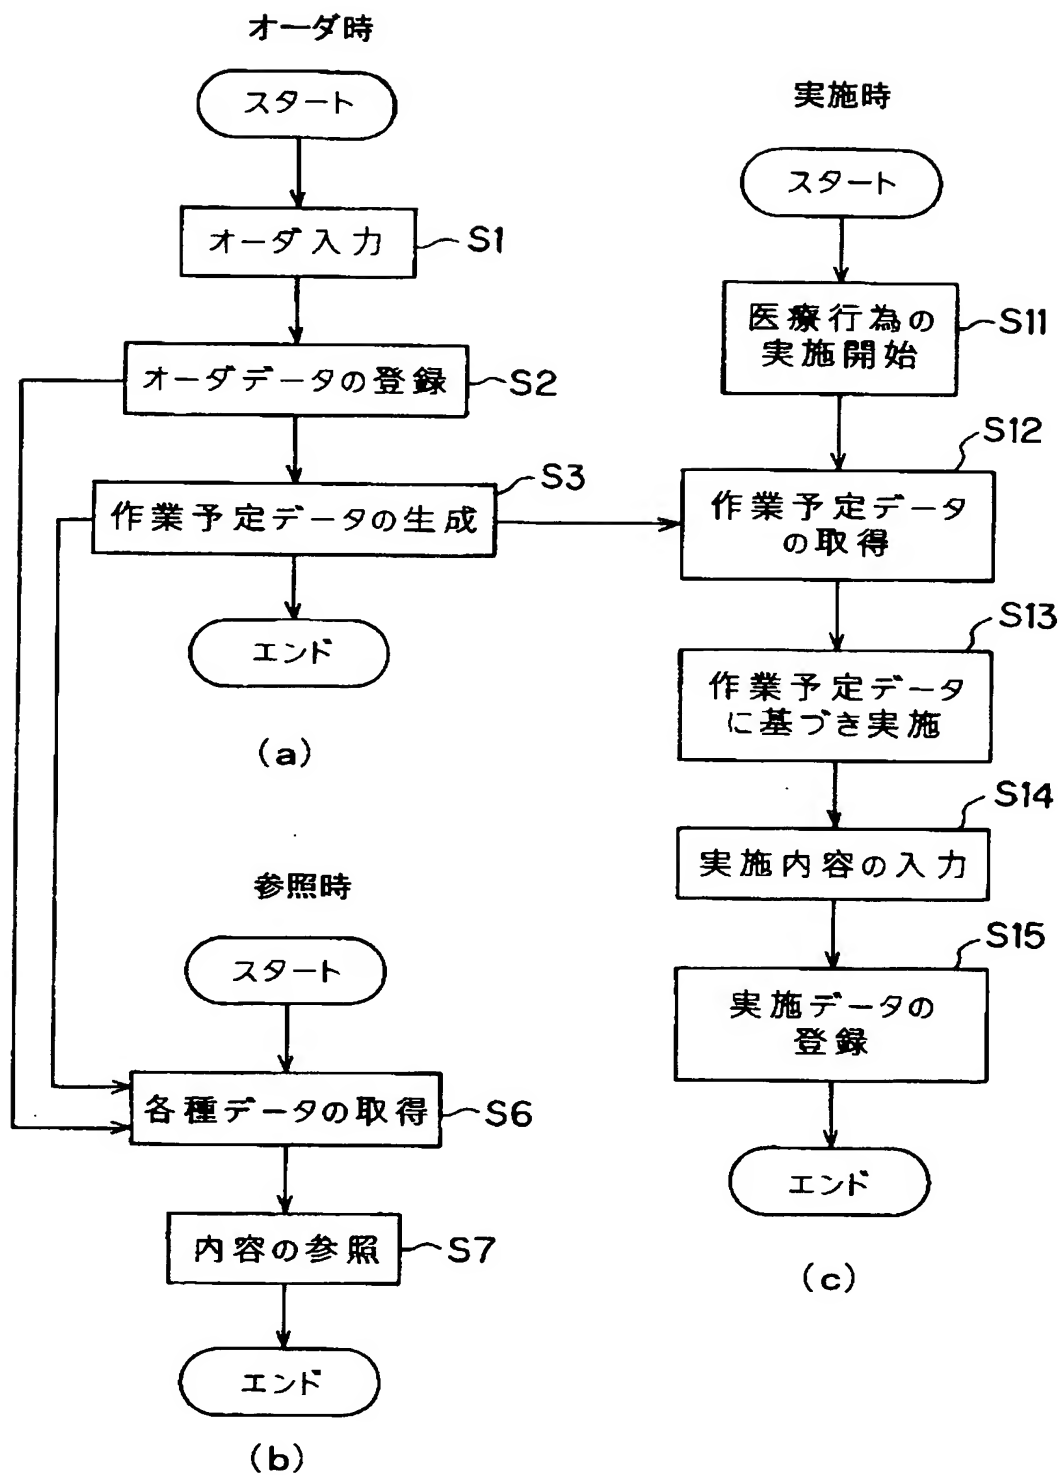 オーダ時
スタート
オーダ入力
S1
オーダデータの登録
S2
作業予定データの生成
S3
エンド
(a)
参照時
スタート
各種データの取得
S6
内容の参照
S7
エンド
(b)
実施時
スタート
医療行為の
実施開始
S11
作業予定データ
の取得
S12
作業予定データ
に基づき実施
S13
実施内容の入力
S14
実施データの
登録
S15
エンド
(c)